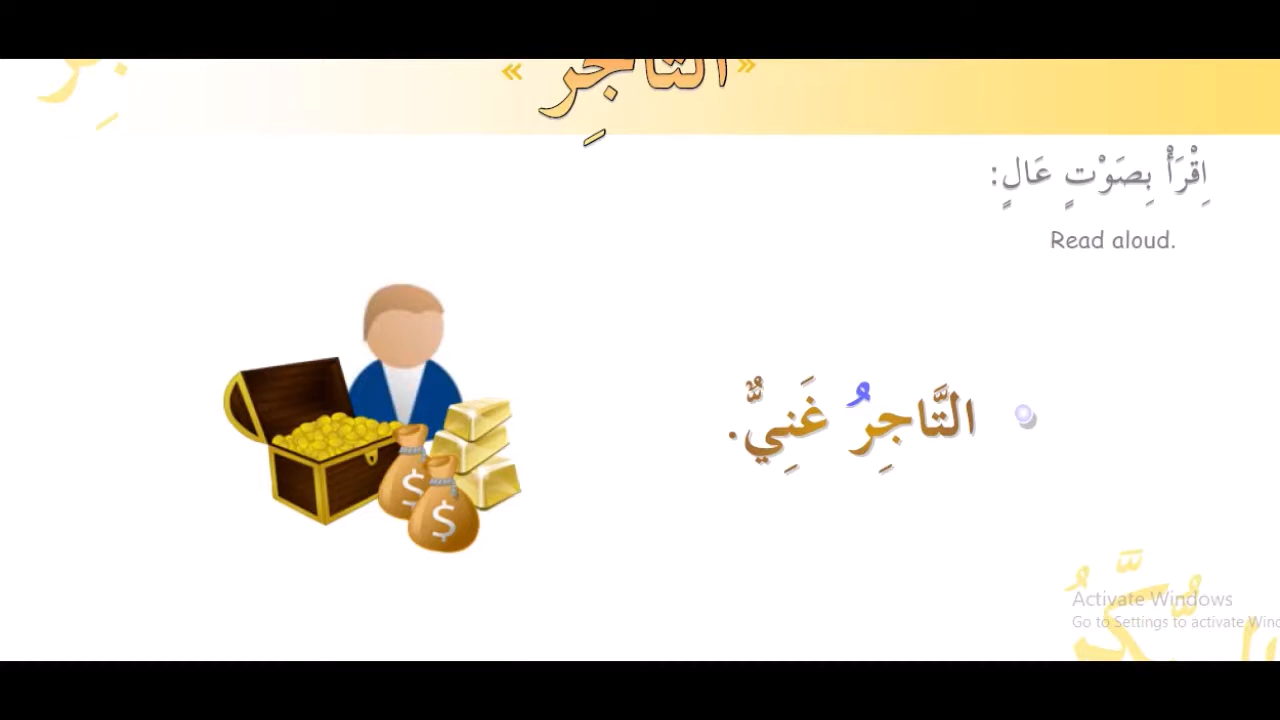 « التَّاجِر »
اِقْرَأْ بِصَوْتٍ عَالٍ:
Read aloud.
التَّاجِرُ غَنِيٌّ.
Activate Windows
Go to Settings to activate Wind